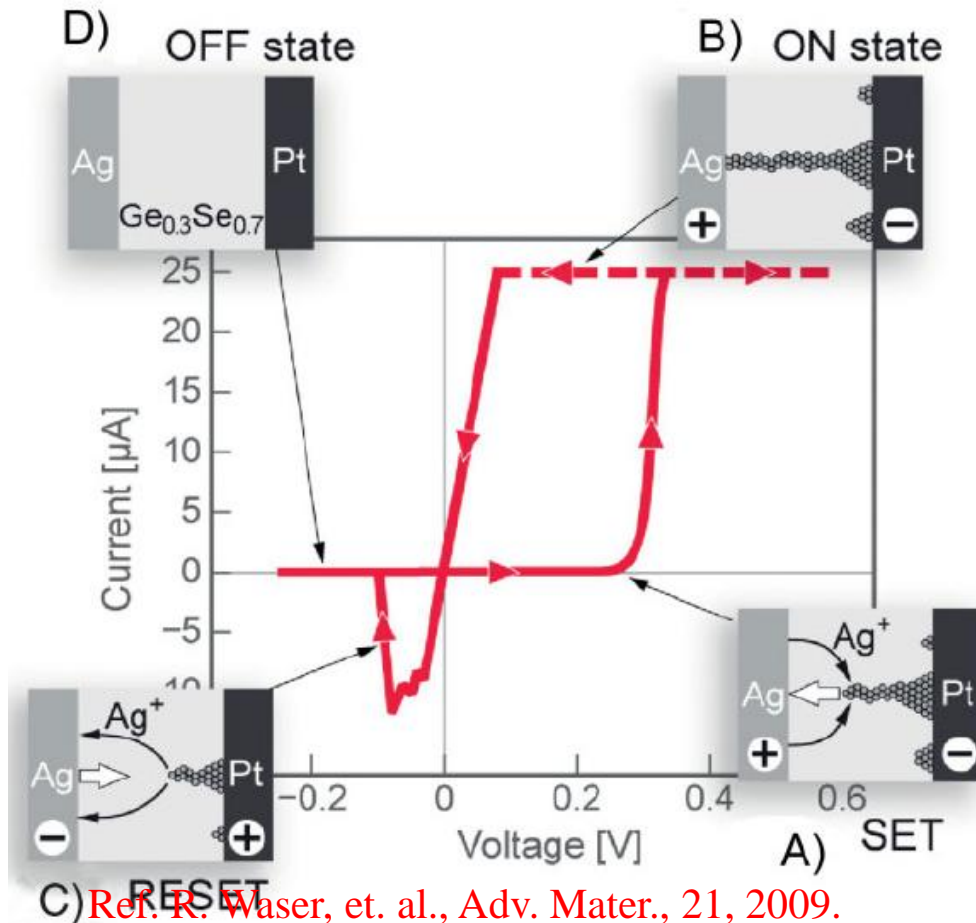 D)
OFF state
B)
ON state
Ag
Pt
Ge0.3Se0.7
Ag
Pt
+
−
25
20
15
10
5
0
−5
10
Current [µA]
Ag+
Ag
Pt
+
−
Ag+
Ag
Pt
−
+
−0.2
0
0.2
0.4
0.6
Voltage [V]
A)
SET
C)
RESET
Ref. R. Waser, et. al., Adv. Mater., 21, 2009.